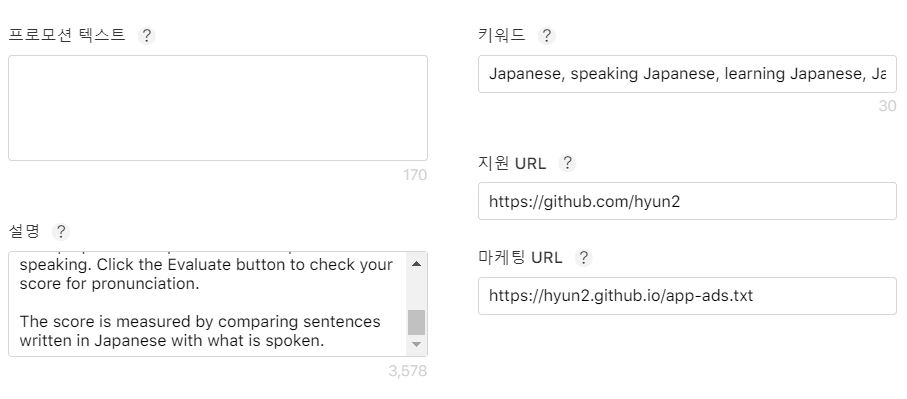 프로모션 텍스트 ?
170
설명 ?
speaking. Click the Evaluate button to check your
score for pronunciation.
The score is measured by comparing sentences
written in Japanese with what is spoken.
3,578
키워드 ?
Japanese, speaking Japanese, learning Japanese, Ja
30
지원 URL ?
https://github.com/hyun2
마케팅 URL ?
https://hyun2.github.io/app-ads.txt